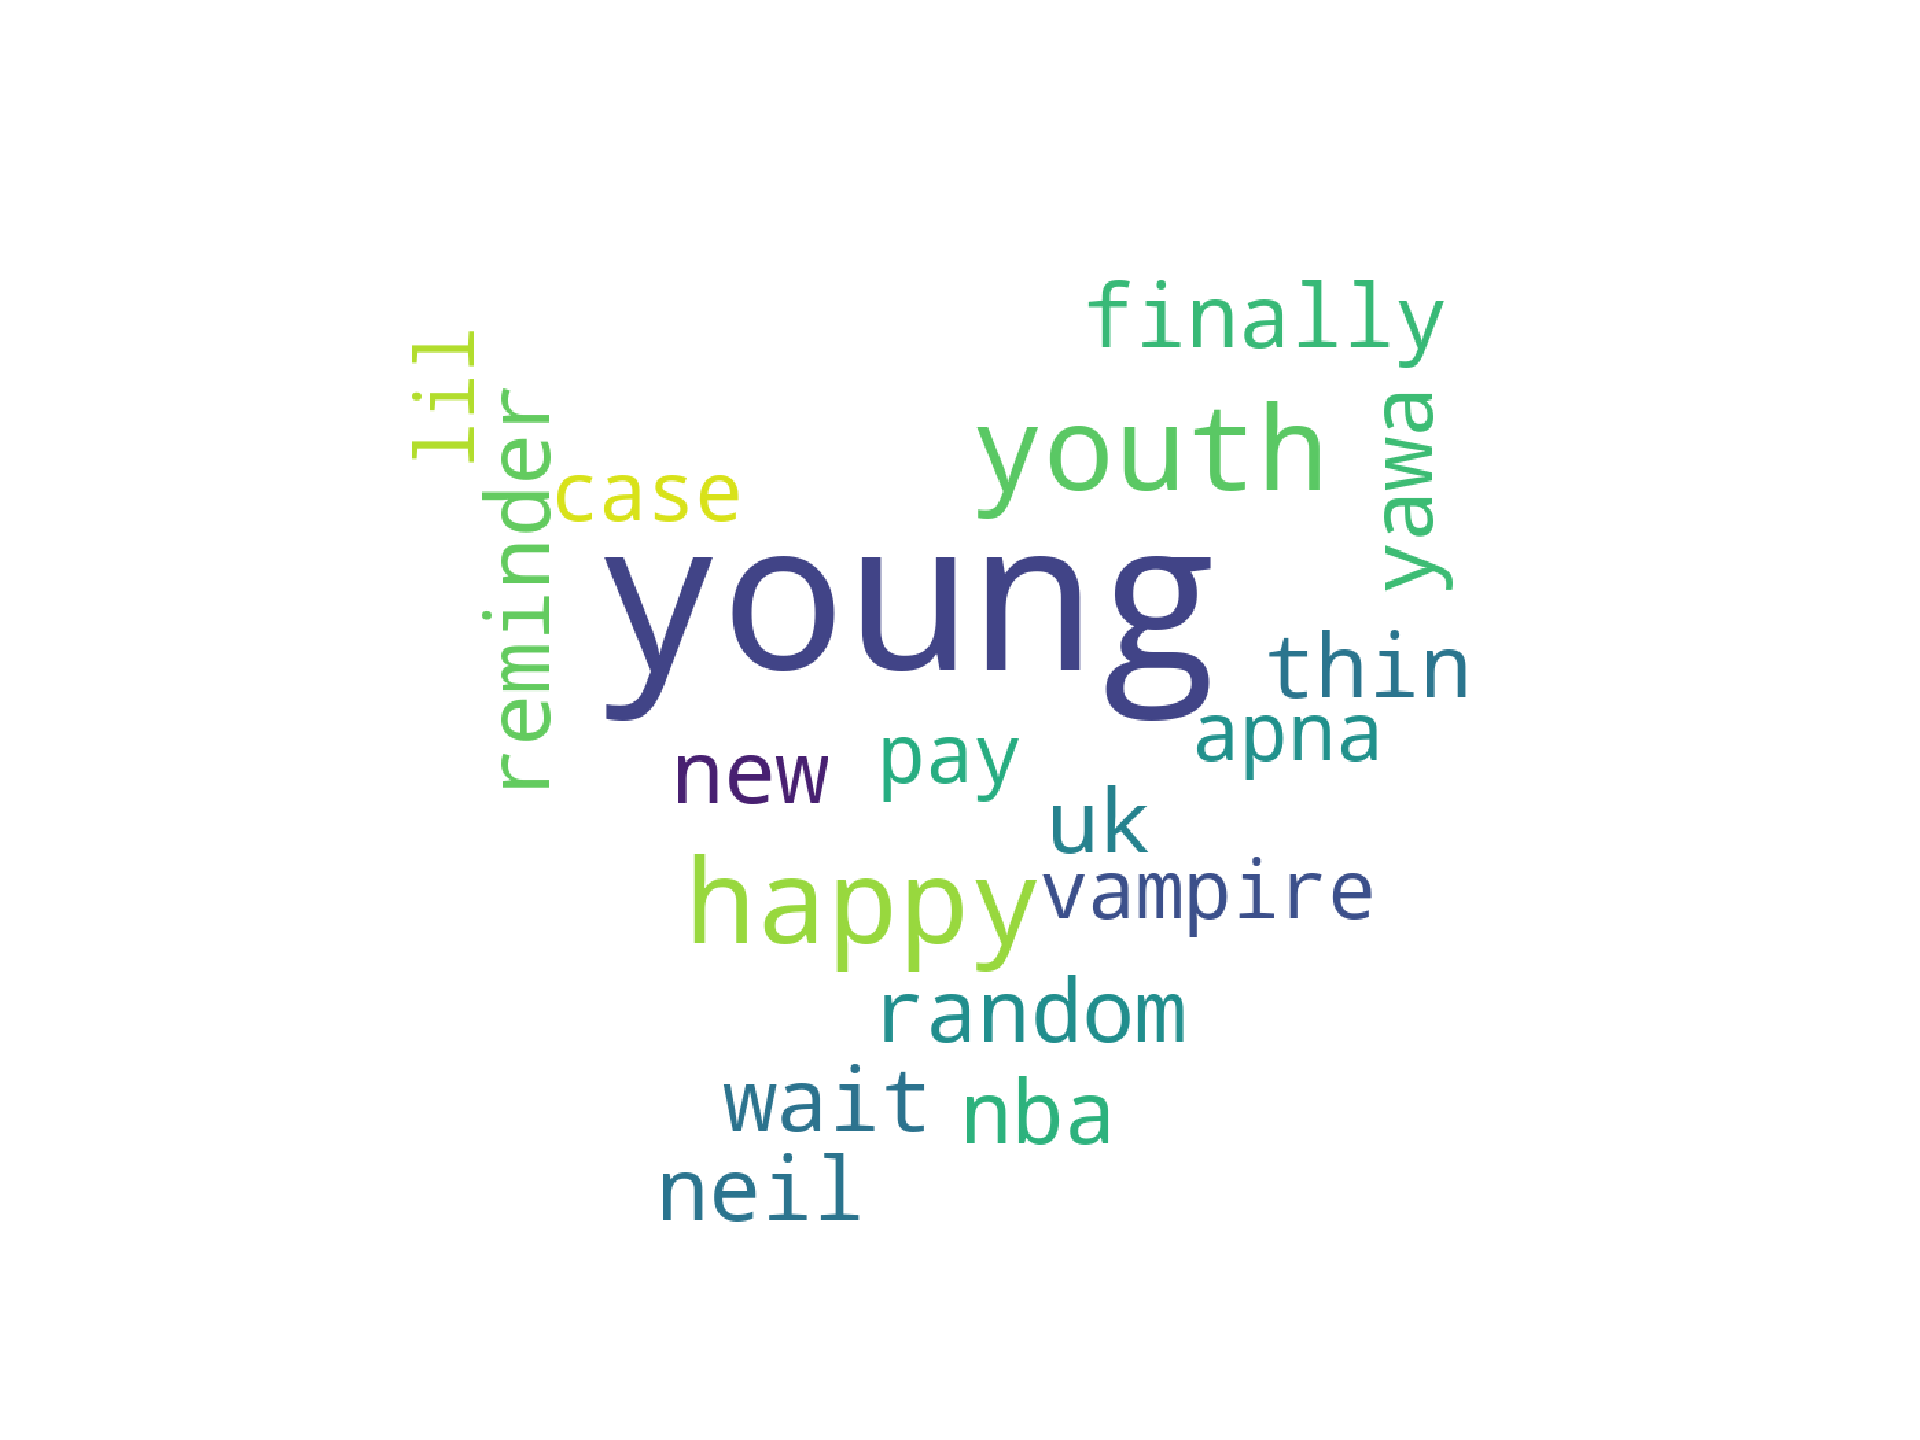 finally
lil
reminder
youth
yawa
case
young
thin
apna
new
pay
uk
happy
vampire
random
wait
nba
neil